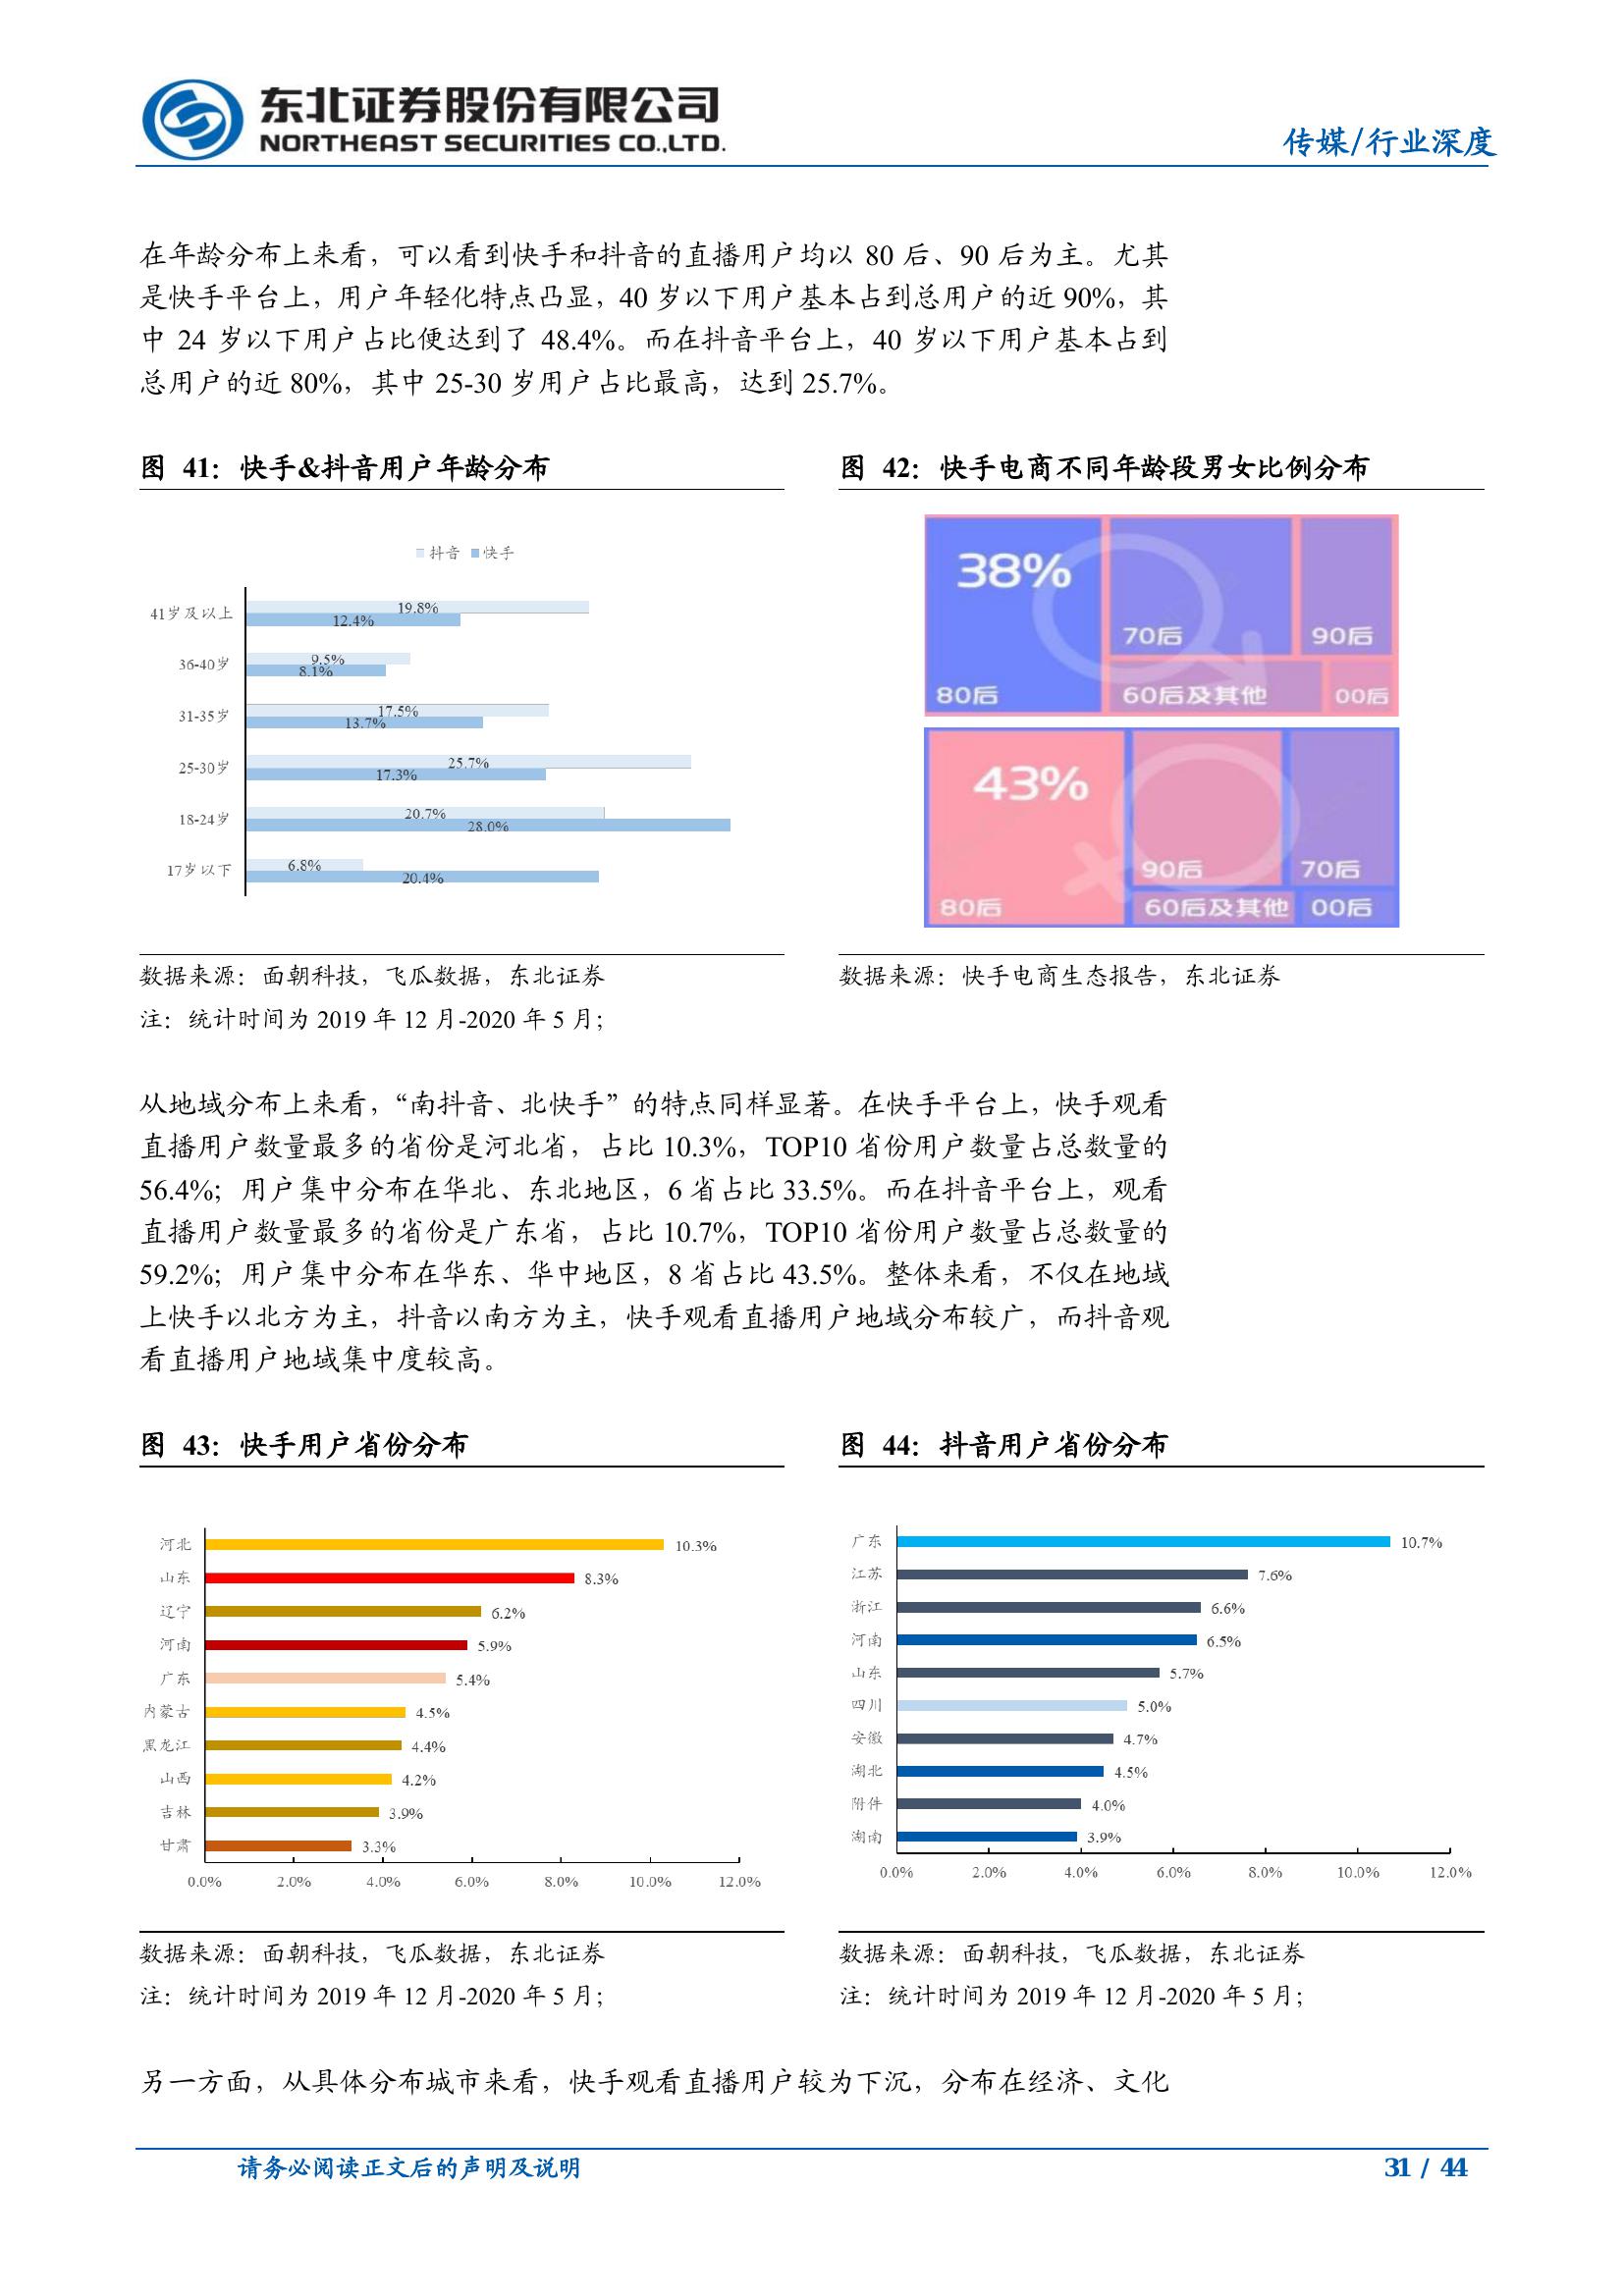 东北证券股份有限公司
NORTHEAST SECURITIES CO.,LTD.
传媒/行业深度
在年龄分布上来看，可以看到快手和抖音的直播用户均以 80 后、90 后为主。尤其
是快手平台上，用户年轻化特点凸显，40 岁以下用户基本占到总用户的近 90%，其
中 24 岁以下用户占比便达到了 48.4%。而在抖音平台上，40 岁以下用户基本占到
总用户的近 80%，其中 25-30 岁用户占比最高，达到 25.7%。
图 41：快手&抖音用户年龄分布
抖音 快手
41岁及以上 19.8%
12.4%
36-40岁 9.5%
8.1%
31-35岁 17.5%
13.7%
25-30岁 25.7%
17.3%
18-24岁 20.7%
28.0%
17岁以下 6.8%
20.4%
数据来源：面朝科技，飞瓜数据，东北证券
注：统计时间为 2019 年 12 月-2020 年 5 月；
图 42：快手电商不同年龄段男女比例分布
38%
70后 90后
80后 60后及其他 00后
43%
90后 70后
80后 60后及其他 00后
数据来源：快手电商生态报告，东北证券
从地域分布上来看，“南抖音、北快手”的特点同样显著。在快手平台上，快手观看
直播用户数量最多的省份是河北省，占比 10.3%，TOP10 省份用户数量占总数量的
56.4%；用户集中分布在华北、东北地区，6 省占比 33.5%。而在抖音平台上，观看
直播用户数量最多的省份是广东省，占比 10.7%，TOP10 省份用户数量占总数量的
59.2%；用户集中分布在华东、华中地区，8 省占比 43.5%。整体来看，不仅在地域
上快手以北方为主，抖音以南方为主，快手观看直播用户地域分布较广，而抖音观
看直播用户地域集中度较高。
图 43：快手用户省份分布
河北 10.3%
山东 8.3%
辽宁 6.2%
河南 5.9%
广东 5.4%
内蒙古 4.5%
黑龙江 4.4%
山西 4.2%
吉林 3.9%
甘肃 3.3%
0.0% 2.0% 4.0% 6.0% 8.0% 10.0% 12.0%
数据来源：面朝科技，飞瓜数据，东北证券
注：统计时间为 2019 年 12 月-2020 年 5 月；
图 44：抖音用户省份分布
广东 10.7%
江苏 7.6%
浙江 6.6%
河南 6.5%
山东 5.7%
四川 5.0%
安徽 4.7%
湖北 4.5%
附件 4.0%
湖南 3.9%
0.0% 2.0% 4.0% 6.0% 8.0% 10.0% 12.0%
数据来源：面朝科技，飞瓜数据，东北证券
注：统计时间为 2019 年 12 月-2020 年 5 月；
另一方面，从具体分布城市来看，快手观看直播用户较为下沉，分布在经济、文化
请务必阅读正文后的声明及说明
31 / 44